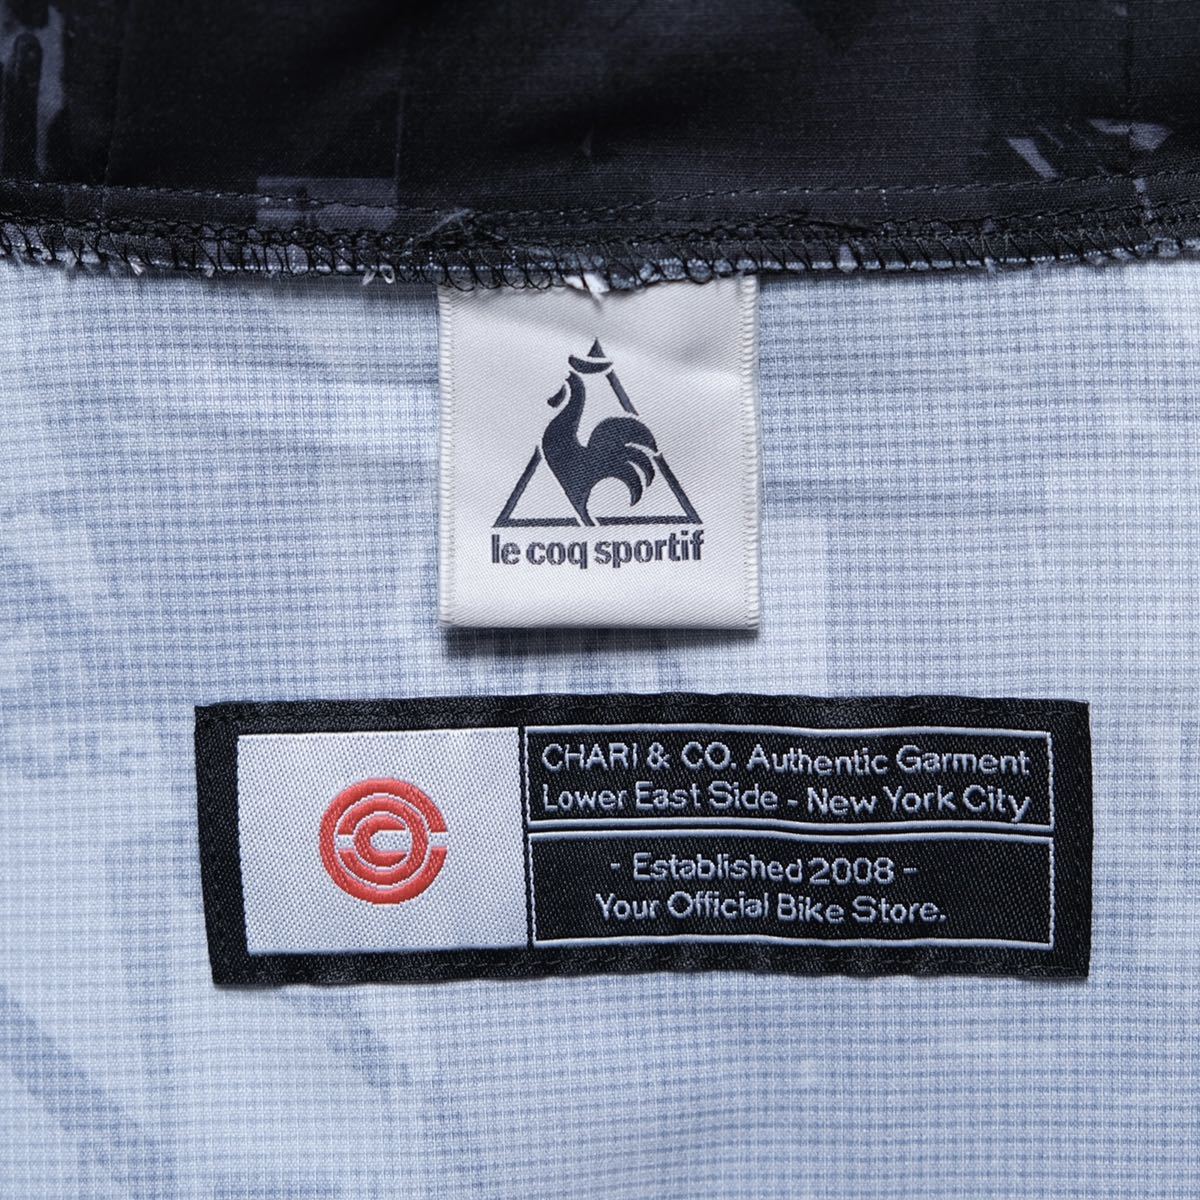 le coq sportif
CHARI & CO. Authentic Garment
Lower East Side - New York City
- Established 2008 -
Your Official Bike Store.